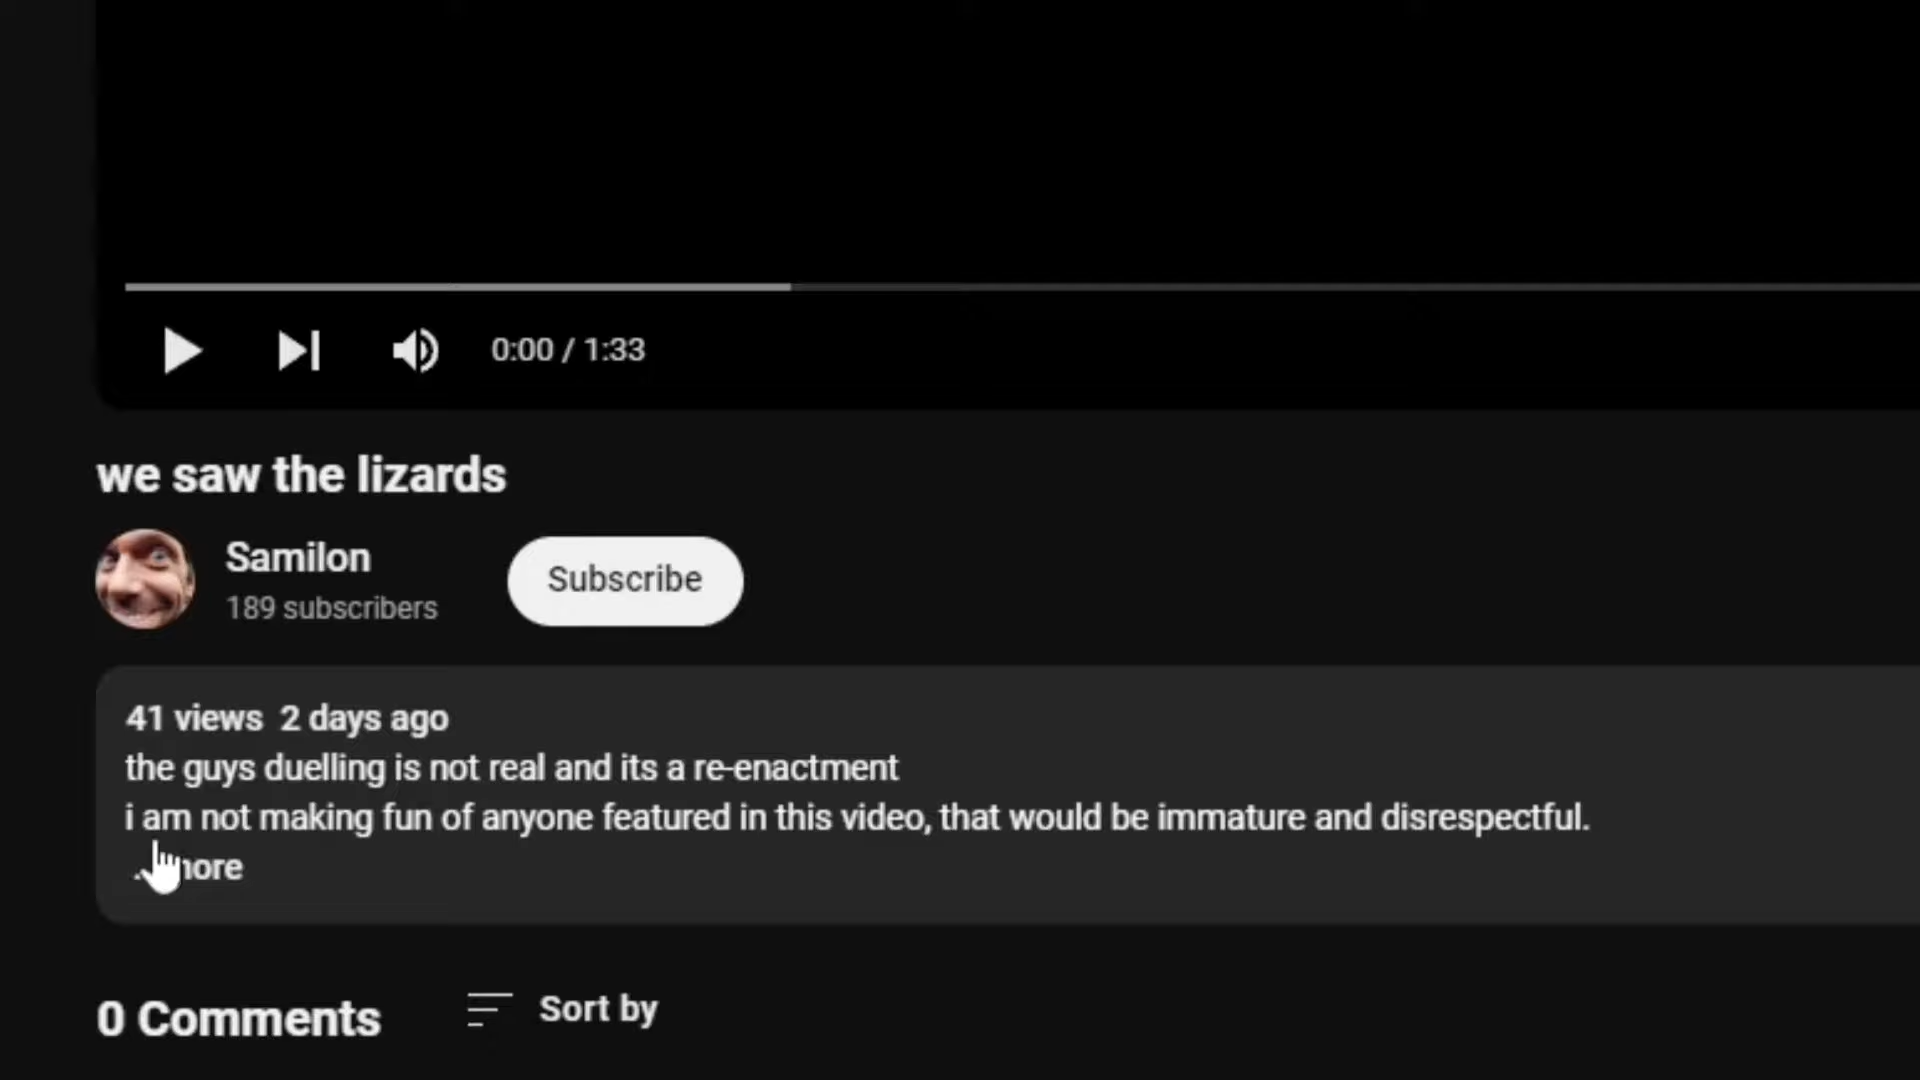 0:00 / 1:33
we saw the lizards
Samilon
189 subscribers
Subscribe
41 views 2 days ago
the guys duelling is not real and its a re-enactment
i am not making fun of anyone featured in this video, that would be immature and disrespectful.
0 Comments
Sort by